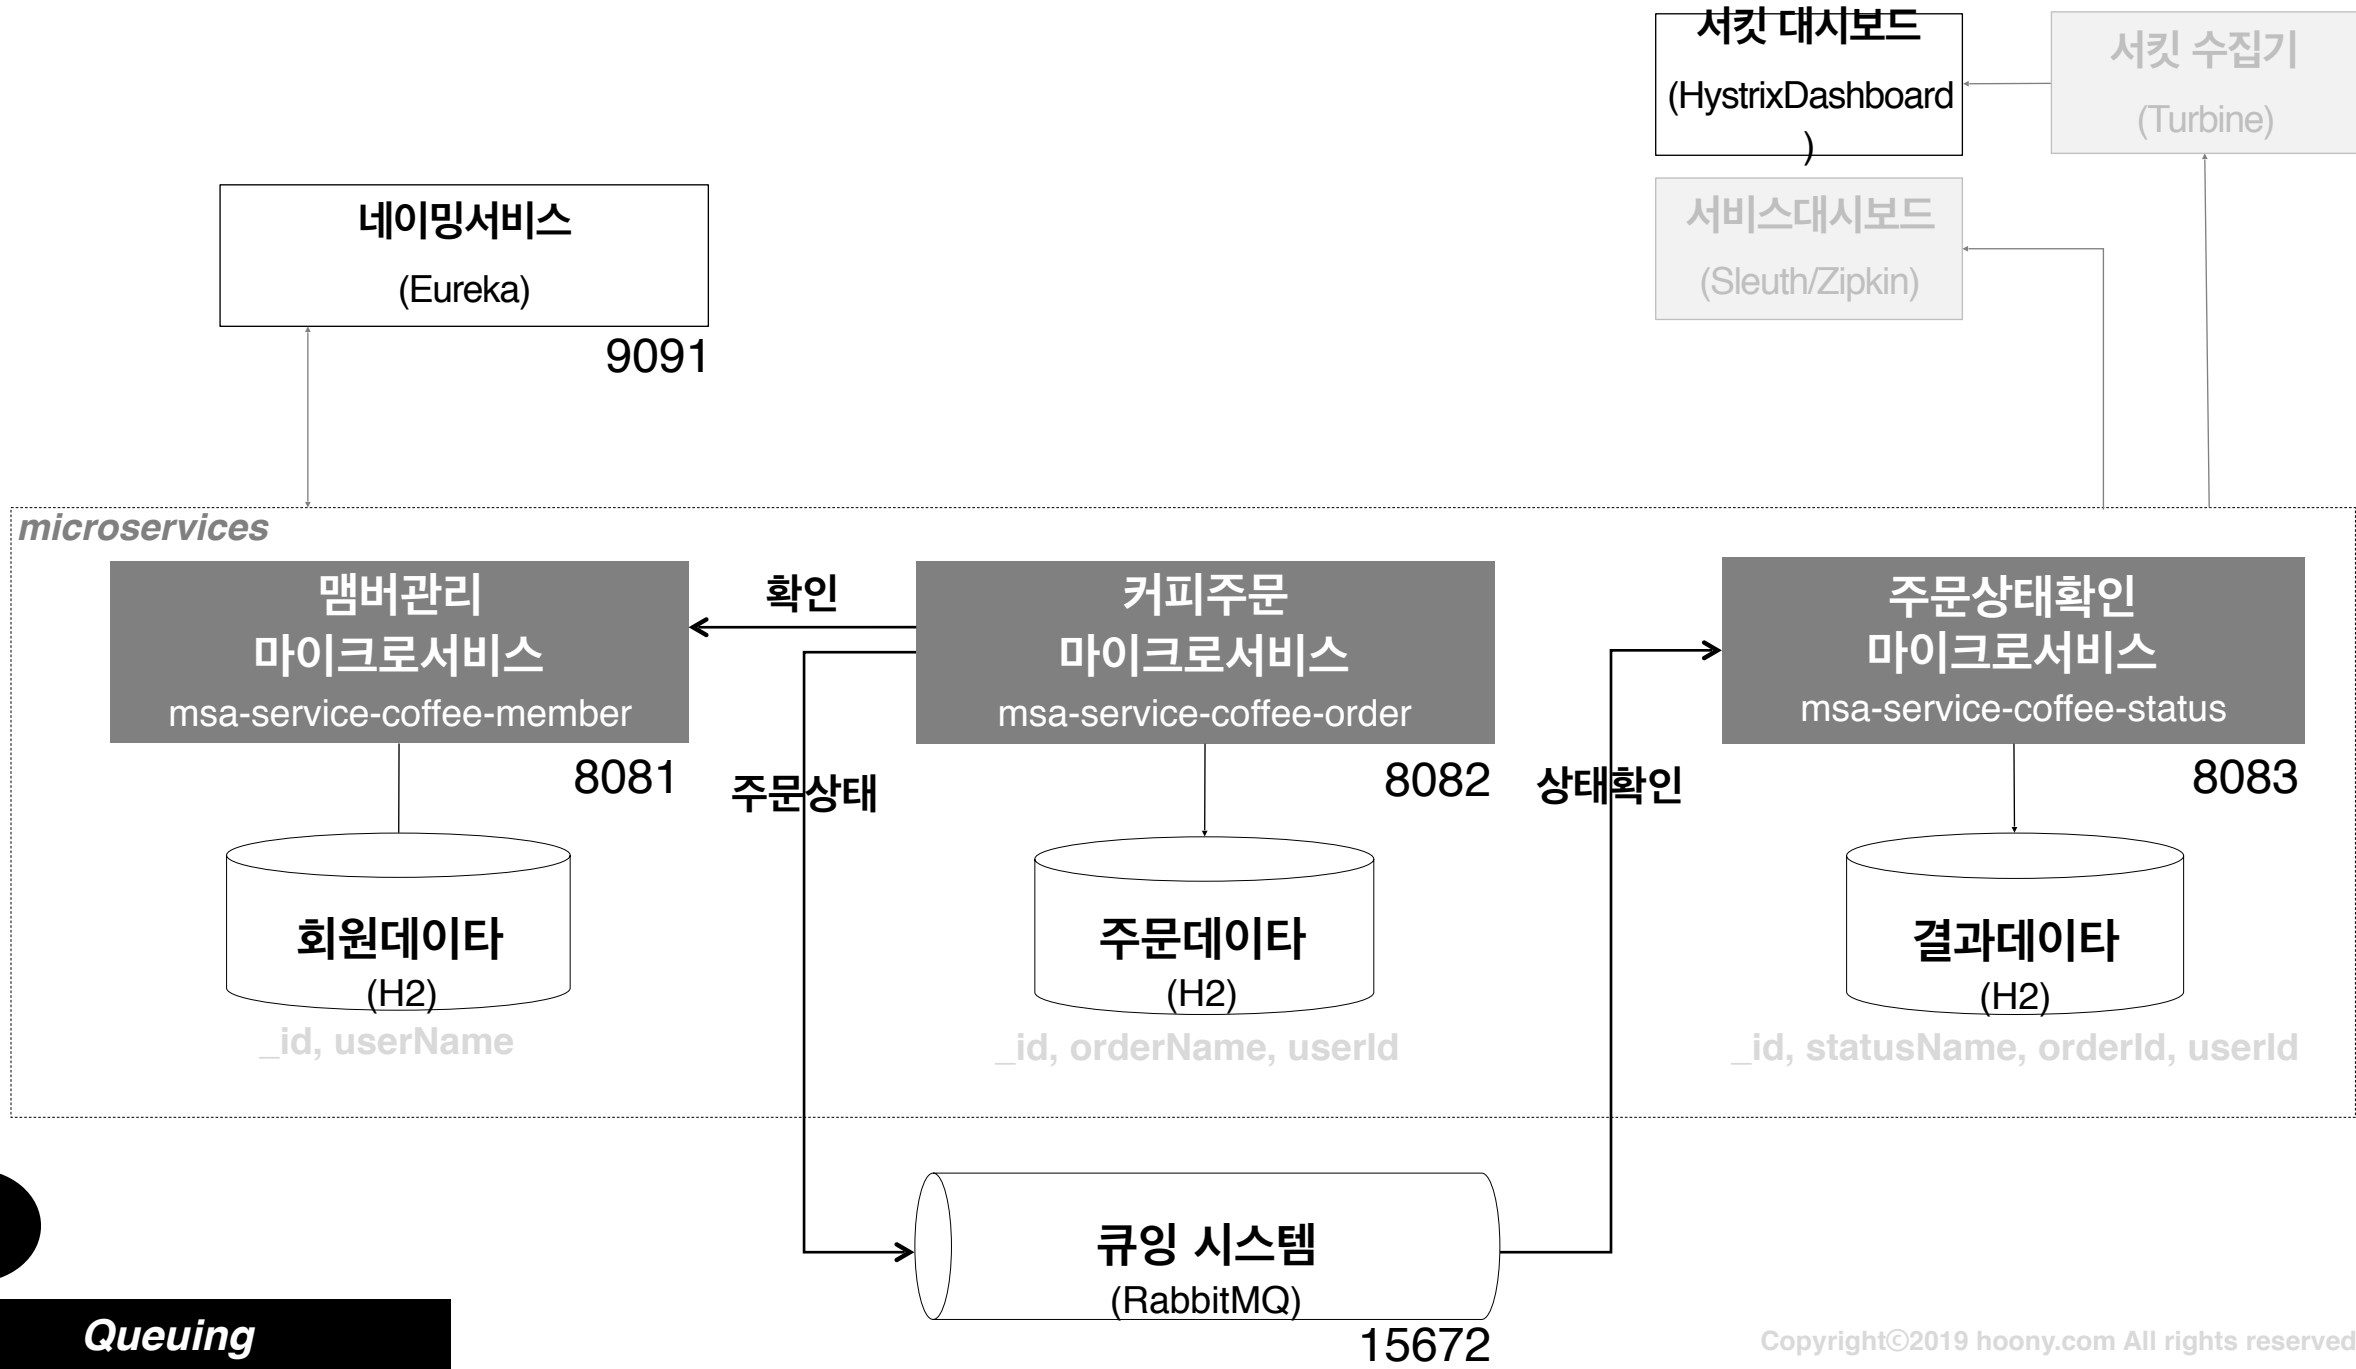 서킷 대시보드
(HystrixDashboard
)
서킷 수집기
(Turbine)
서비스대시보드
(Sleuth/Zipkin)
네이밍서비스
(Eureka)
9091
microservices
맴버관리
마이크로서비스
msa-service-coffee-member
8081
확인
커피주문
마이크로서비스
msa-service-coffee-order
8082
주문상태확인
마이크로서비스
msa-service-coffee-status
8083
주문상태
상태확인
회원데이타
(H2)
_id, userName
주문데이타
(H2)
_id, orderName, userId
결과데이타
(H2)
_id, statusName, orderId, userId
큐잉 시스템
(RabbitMQ)
15672
Queuing
Copyrightⓒ2019 hoony.com All rights reserved